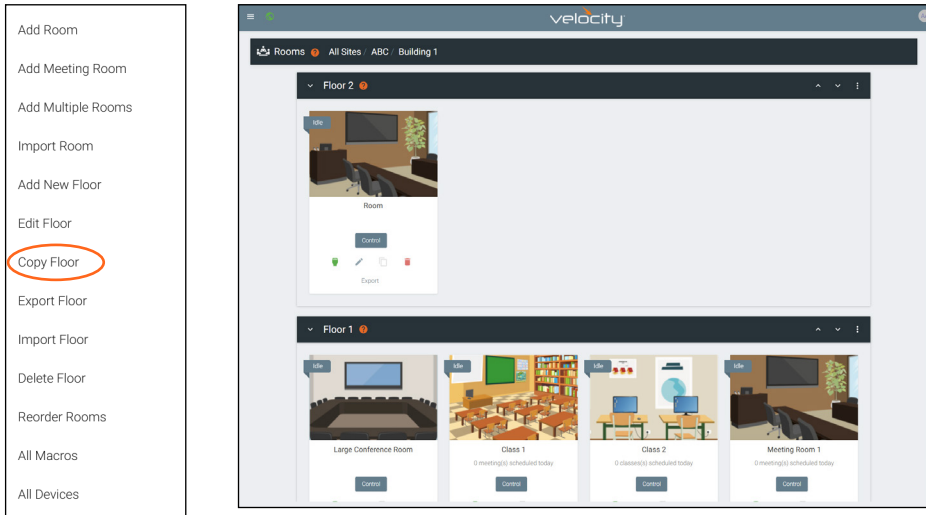 Add Room
Add Meeting Room
Add Multiple Rooms
Import Room
Add New Floor
Edit Floor
Copy Floor
Export Floor
Import Floor
Delete Floor
Reorder Rooms
All Macros
All Devices
velocity
Rooms ? All Sites / ABC / Building 1
Floor 2 ?
Idle
Room
Control
Export
Floor 1 ?
Idle Idle Idle Idle
Large Conference Room Class 1 Class 2 Meeting Room 1
0 meeting(s) scheduled today. 0 classes(s) scheduled today. 0 meeting(s) scheduled today.
Control Control Control Control